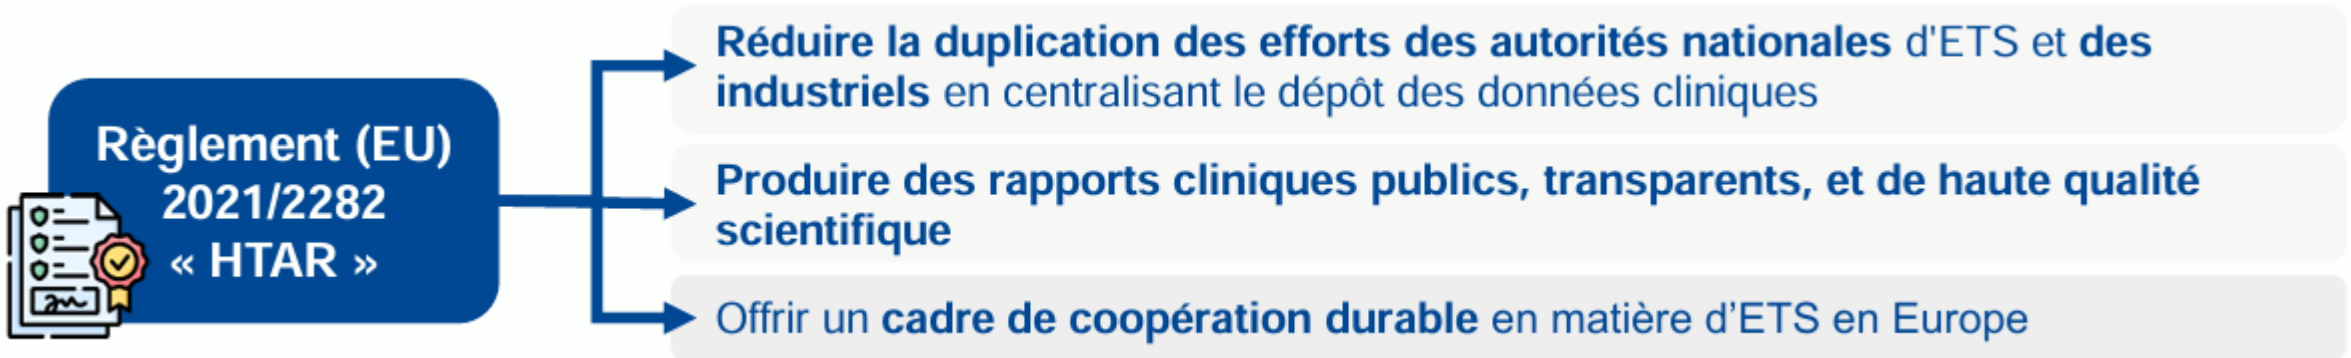 Règlement (EU)
2021/2282
« HTAR »
Réduire la duplication des efforts des autorités nationales d'ETS et des
industriels en centralisant le dépôt des données cliniques
Produire des rapports cliniques publics, transparents, et de haute qualité
scientifique
Offrir un cadre de coopération durable en matière d’ETS en Europe